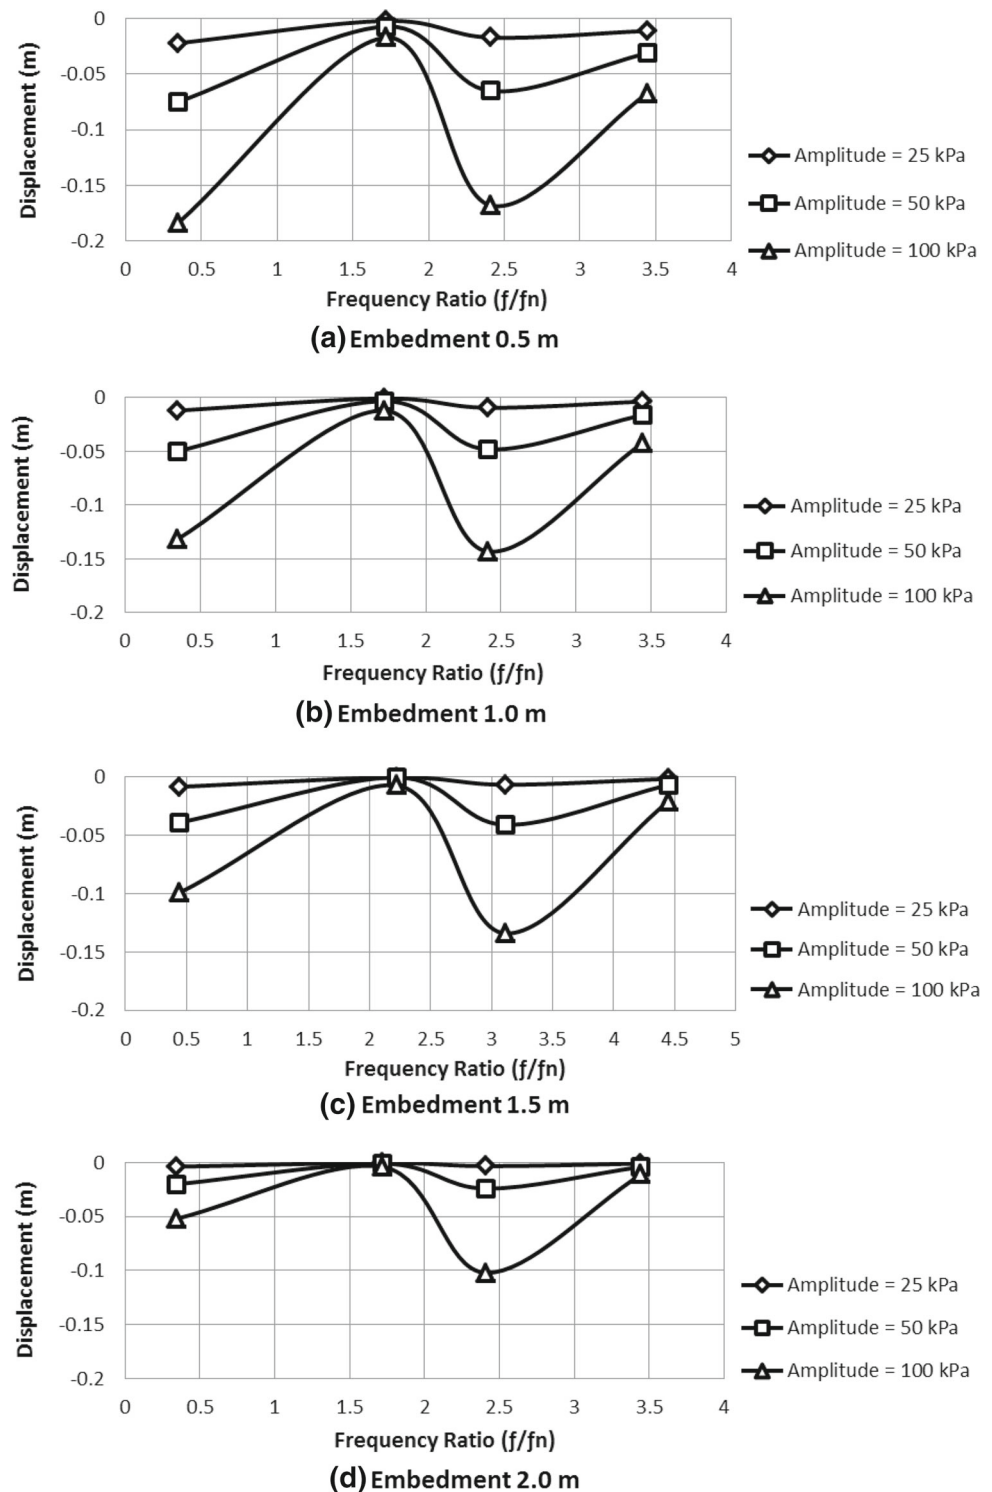 Displacement (m)
0
-0.05
-0.1
-0.15
-0.2
0 0.5 1 1.5 2 2.5 3 3.5 4
Frequency Ratio (ƒ/ƒn)
Amplitude = 25 kPa
Amplitude = 50 kPa
Amplitude = 100 kPa
(a) Embedment 0.5 m
Displacement (m)
0
-0.05
-0.1
-0.15
-0.2
0 0.5 1 1.5 2 2.5 3 3.5 4
Frequency Ratio (ƒ/ƒn)
Amplitude = 25 kPa
Amplitude = 50 kPa
Amplitude = 100 kPa
(b) Embedment 1.0 m
Displacement (m)
0
-0.05
-0.1
-0.15
-0.2
0 0.5 1 1.5 2 2.5 3 3.5 4 4.5 5
Frequency Ratio (ƒ/ƒn)
Amplitude = 25 kPa
Amplitude = 50 kPa
Amplitude = 100 kPa
(c) Embedment 1.5 m
Displacement (m)
0
-0.05
-0.1
-0.15
-0.2
0 0.5 1 1.5 2 2.5 3 3.5 4
Frequency Ratio (ƒ/ƒn)
Amplitude = 25 kPa
Amplitude = 50 kPa
Amplitude = 100 kPa
(d) Embedment 2.0 m